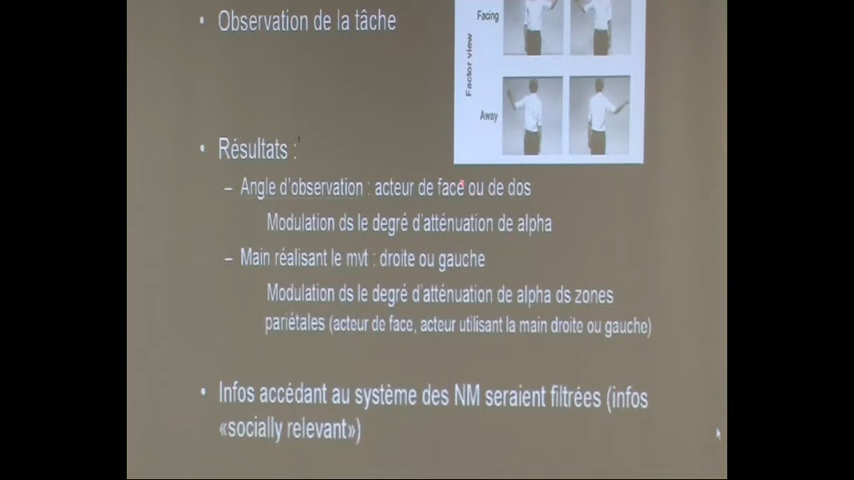 • Observation de la tâche
Facing
Factor view
Away
• Résultats :
– Angle d'observation : acteur de face ou de dos
Modulation ds le degré d'atténuation de alpha
– Main réalisant le mvt : droite ou gauche
Modulation ds le degré d'atténuation de alpha ds zones
pariétales (acteur de face, acteur utilisant la main droite ou gauche)
• Infos accédant au système des NM seraient filtrées (infos
«socially relevant»)